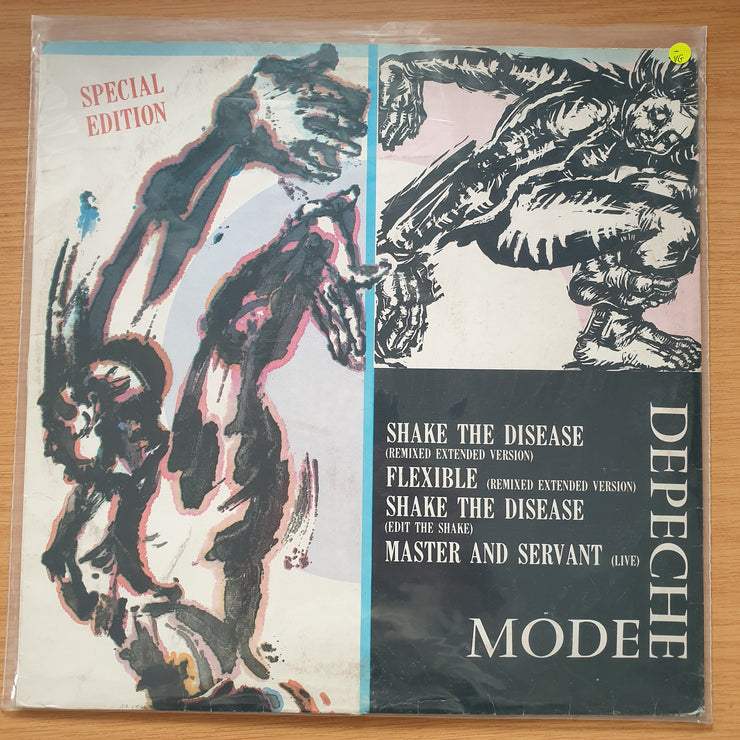 SPECIAL
EDITION
VG
SHAKE THE DISEASE
(REMIXED EXTENDED VERSION)
FLEXIBLE (REMIXED EXTENDED VERSION)
SHAKE THE DISEASE
(EDIT THE SHAKE)
MASTER AND SERVANT (LIVE)
DEPECHE
MODE